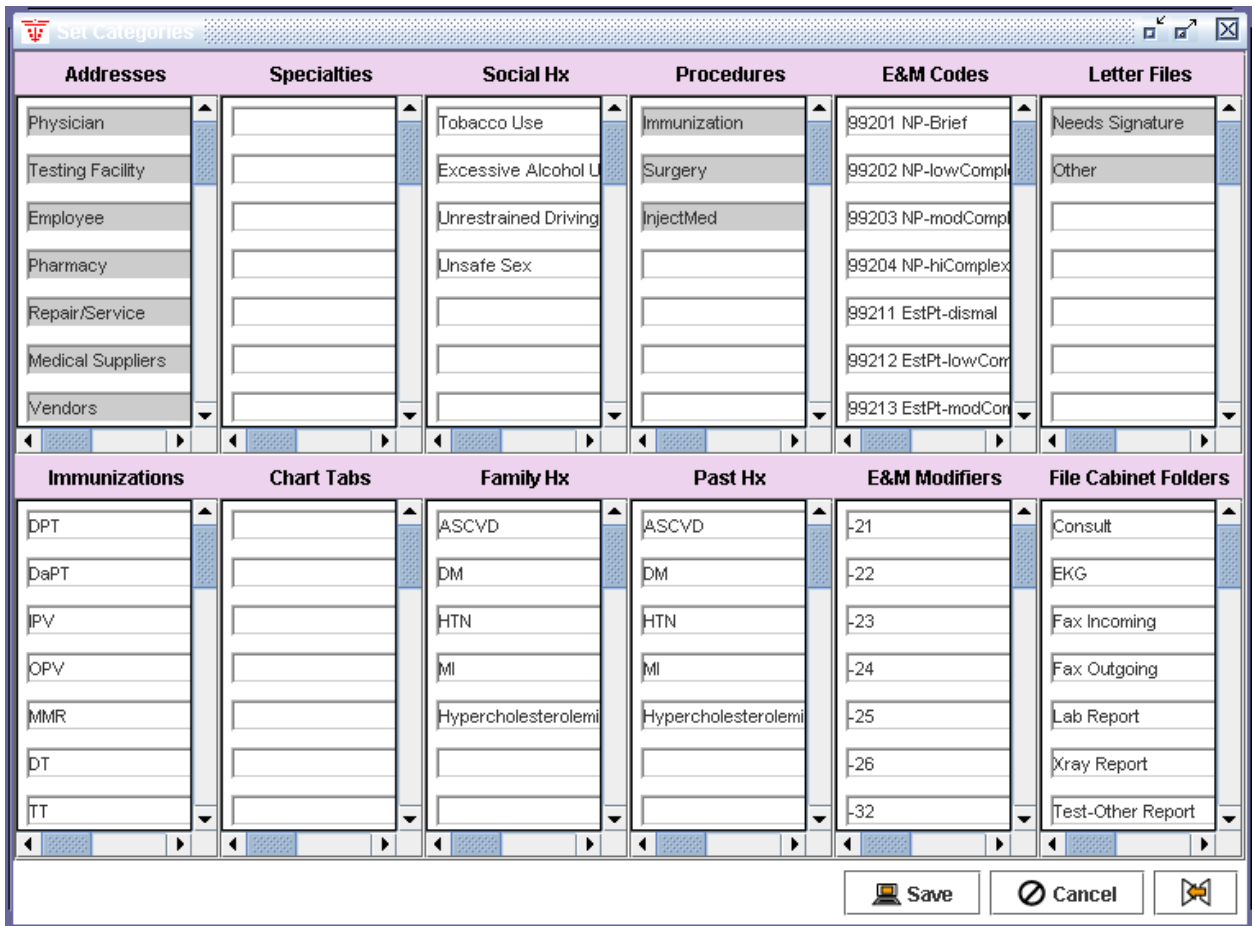 Set Categories
Addresses Specialties Social Hx Procedures E&M Codes Letter Files
Physician Tobacco Use Immunization 99201 NP-Brief Needs Signature
Testing Facility Excessive Alcohol U Surgery 99202 NP-lowCompl Other
Employee Unrestrained Driving InjectMed 99203 NP-modCompl
Pharmacy Unsafe Sex 99204 NP-hiComplex
Repair/Service 99211 EstPt-dismal
Medical Suppliers 99212 EstPt-lowCom
Vendors 99213 EstPt-modCon
Immunizations Chart Tabs Family Hx Past Hx E&M Modifiers File Cabinet Folders
DPT ASCVD ASCVD -21 Consult
DaPT DM DM -22 EKG
IPV HTN HTN -23 Fax Incoming
OPV MI MI -24 Fax Outgoing
MMR Hypercholesterolemi Hypercholesterolemi -25 Lab Report
DT -26 Xray Report
TT -32 Test-Other Report
Save Cancel